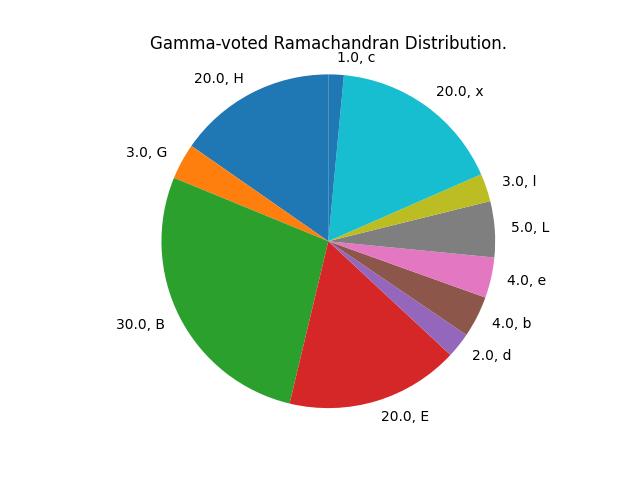 Gamma-voted Ramachandran Distribution.
1.0, c
20.0, H
20.0, x
3.0, G
3.0, l
5.0, L
4.0, e
30.0, B
4.0, b
2.0, d
20.0, E